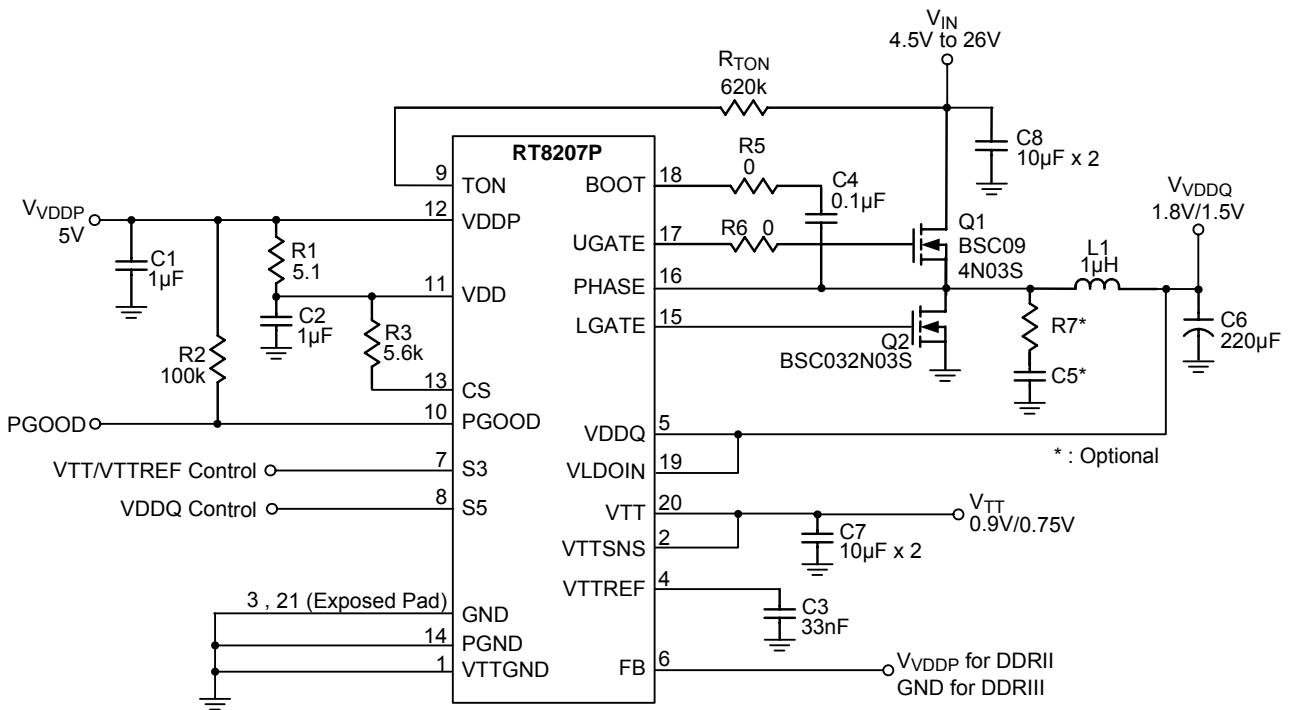 V_IN
4.5V to 26V
R_TON
620k
RT8207P
9
TON
V_VDDP
5V
12
VDDP
C1
1µF
R1
5.1
11
VDD
C2
1µF
R2
100k
R3
5.6k
13
CS
PGOOD
10
PGOOD
VTT/VTTREF Control
7
S3
VDDQ Control
8
S5
3 , 21 (Exposed Pad)
GND
14
PGND
1
VTTGND
BOOT
18
R5
0
C4
0.1µF
C8
10µF x 2
UGATE
17
R6 0
Q1
BSC09
4N03S
PHASE
16
LGATE
15
Q2
BSC032N03S
L1
1µH
V_VDDQ
1.8V/1.5V
R7*
C5*
C6
220µF
VDDQ
5
VLDOIN
19
* : Optional
VTT
20
V_TT
0.9V/0.75V
C7
10µF x 2
VTTSNS
2
VTTREF
4
C3
33nF
FB
6
V_VDDP for DDRII
GND for DDRIII